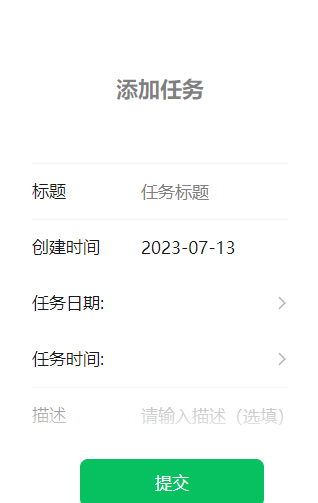 添加任务
标题 任务标题
创建时间 2023-07-13
任务日期:
任务时间:
描述 请输入描述（选填）
提交